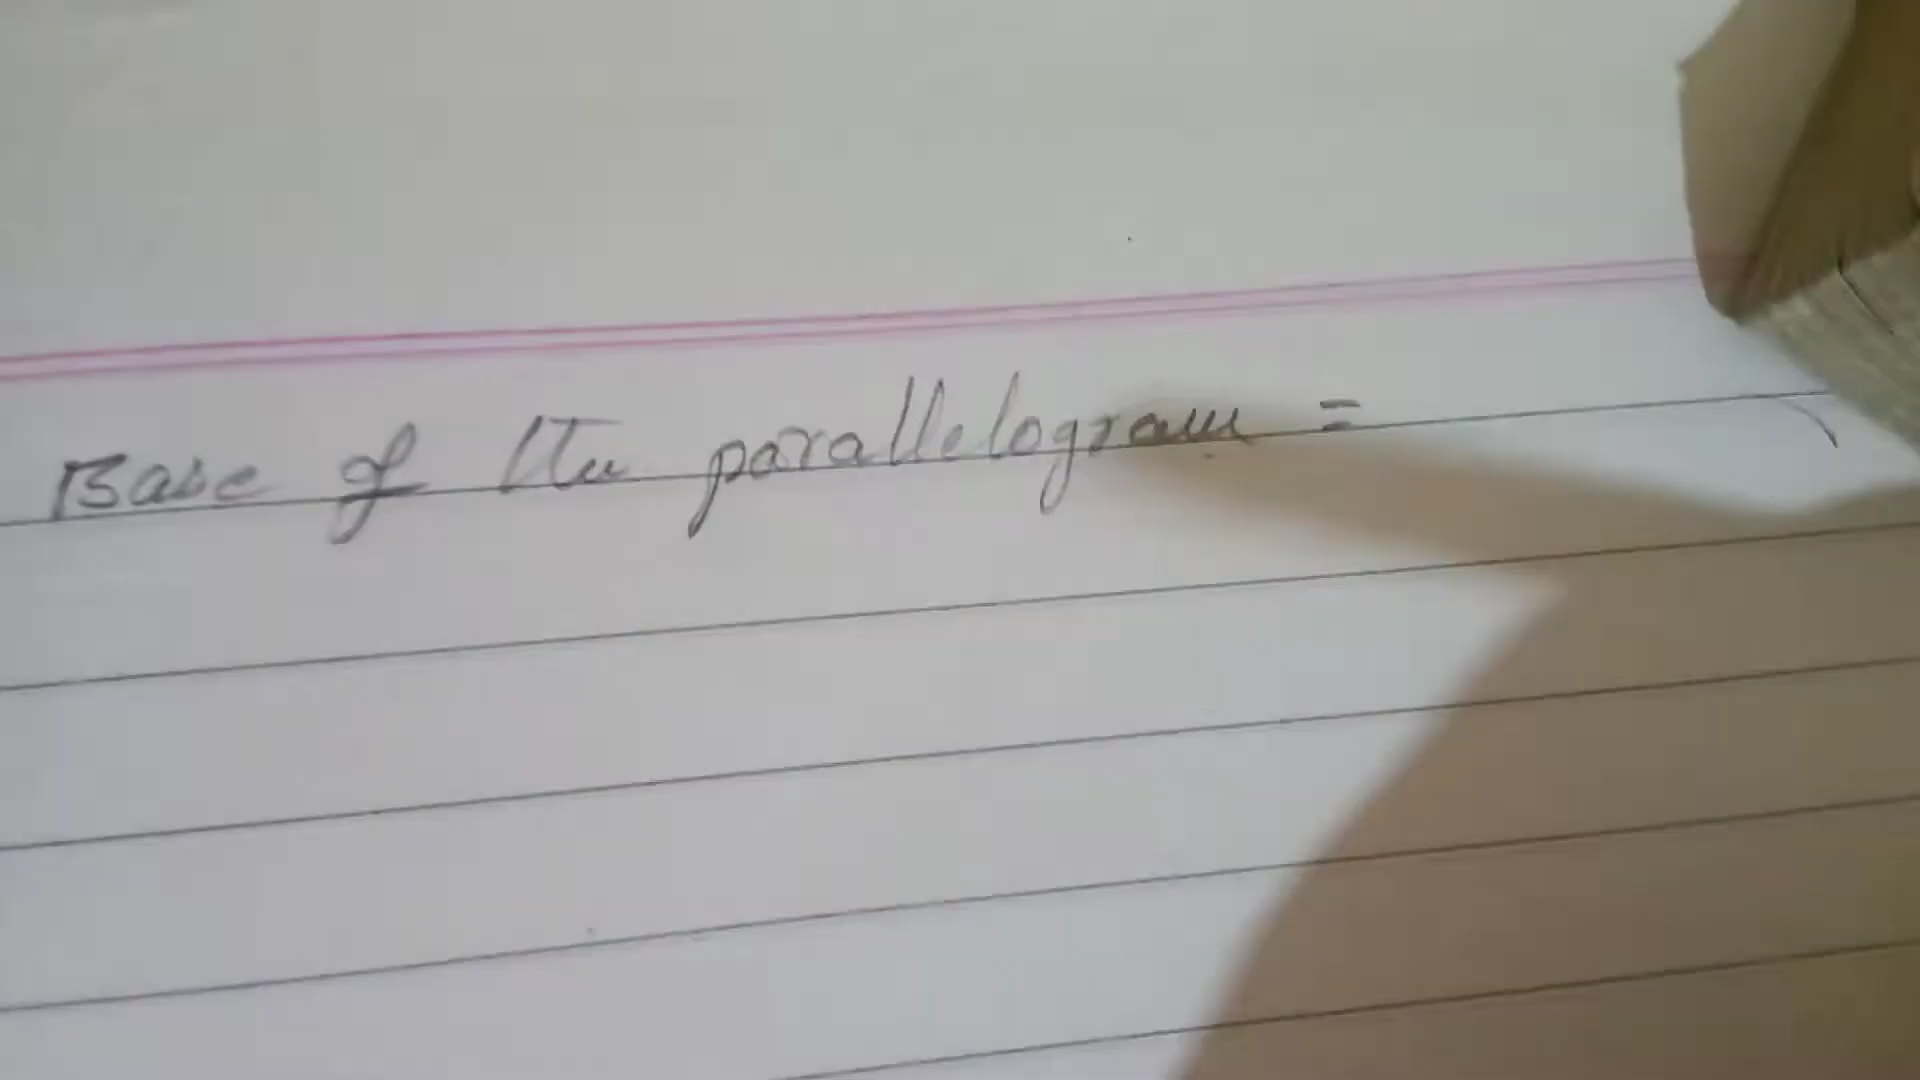 Base of the parallelogram =